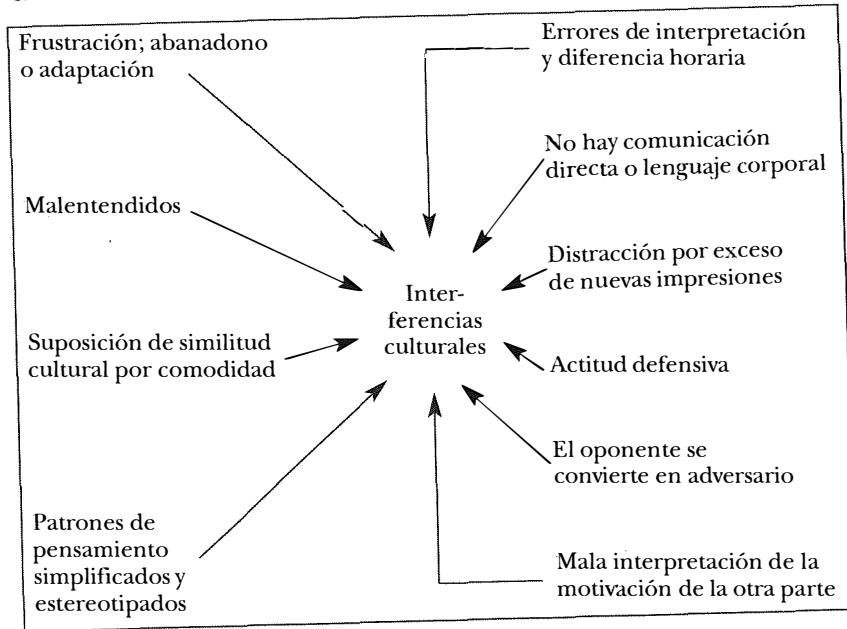 Frustración; abanadono
o adaptación
Malentendidos
Suposición de similitud
cultural por comodidad
Patrones de
pensamiento
simplificados y
estereotipados
Inter-
ferencias
culturales
Errores de interpretación
y diferencia horaria
No hay comunicación
directa o lenguaje corporal
Distracción por exceso
de nuevas impresiones
Actitud defensiva
El oponente se
convierte en adversario
Mala interpretación de la
motivación de la otra parte